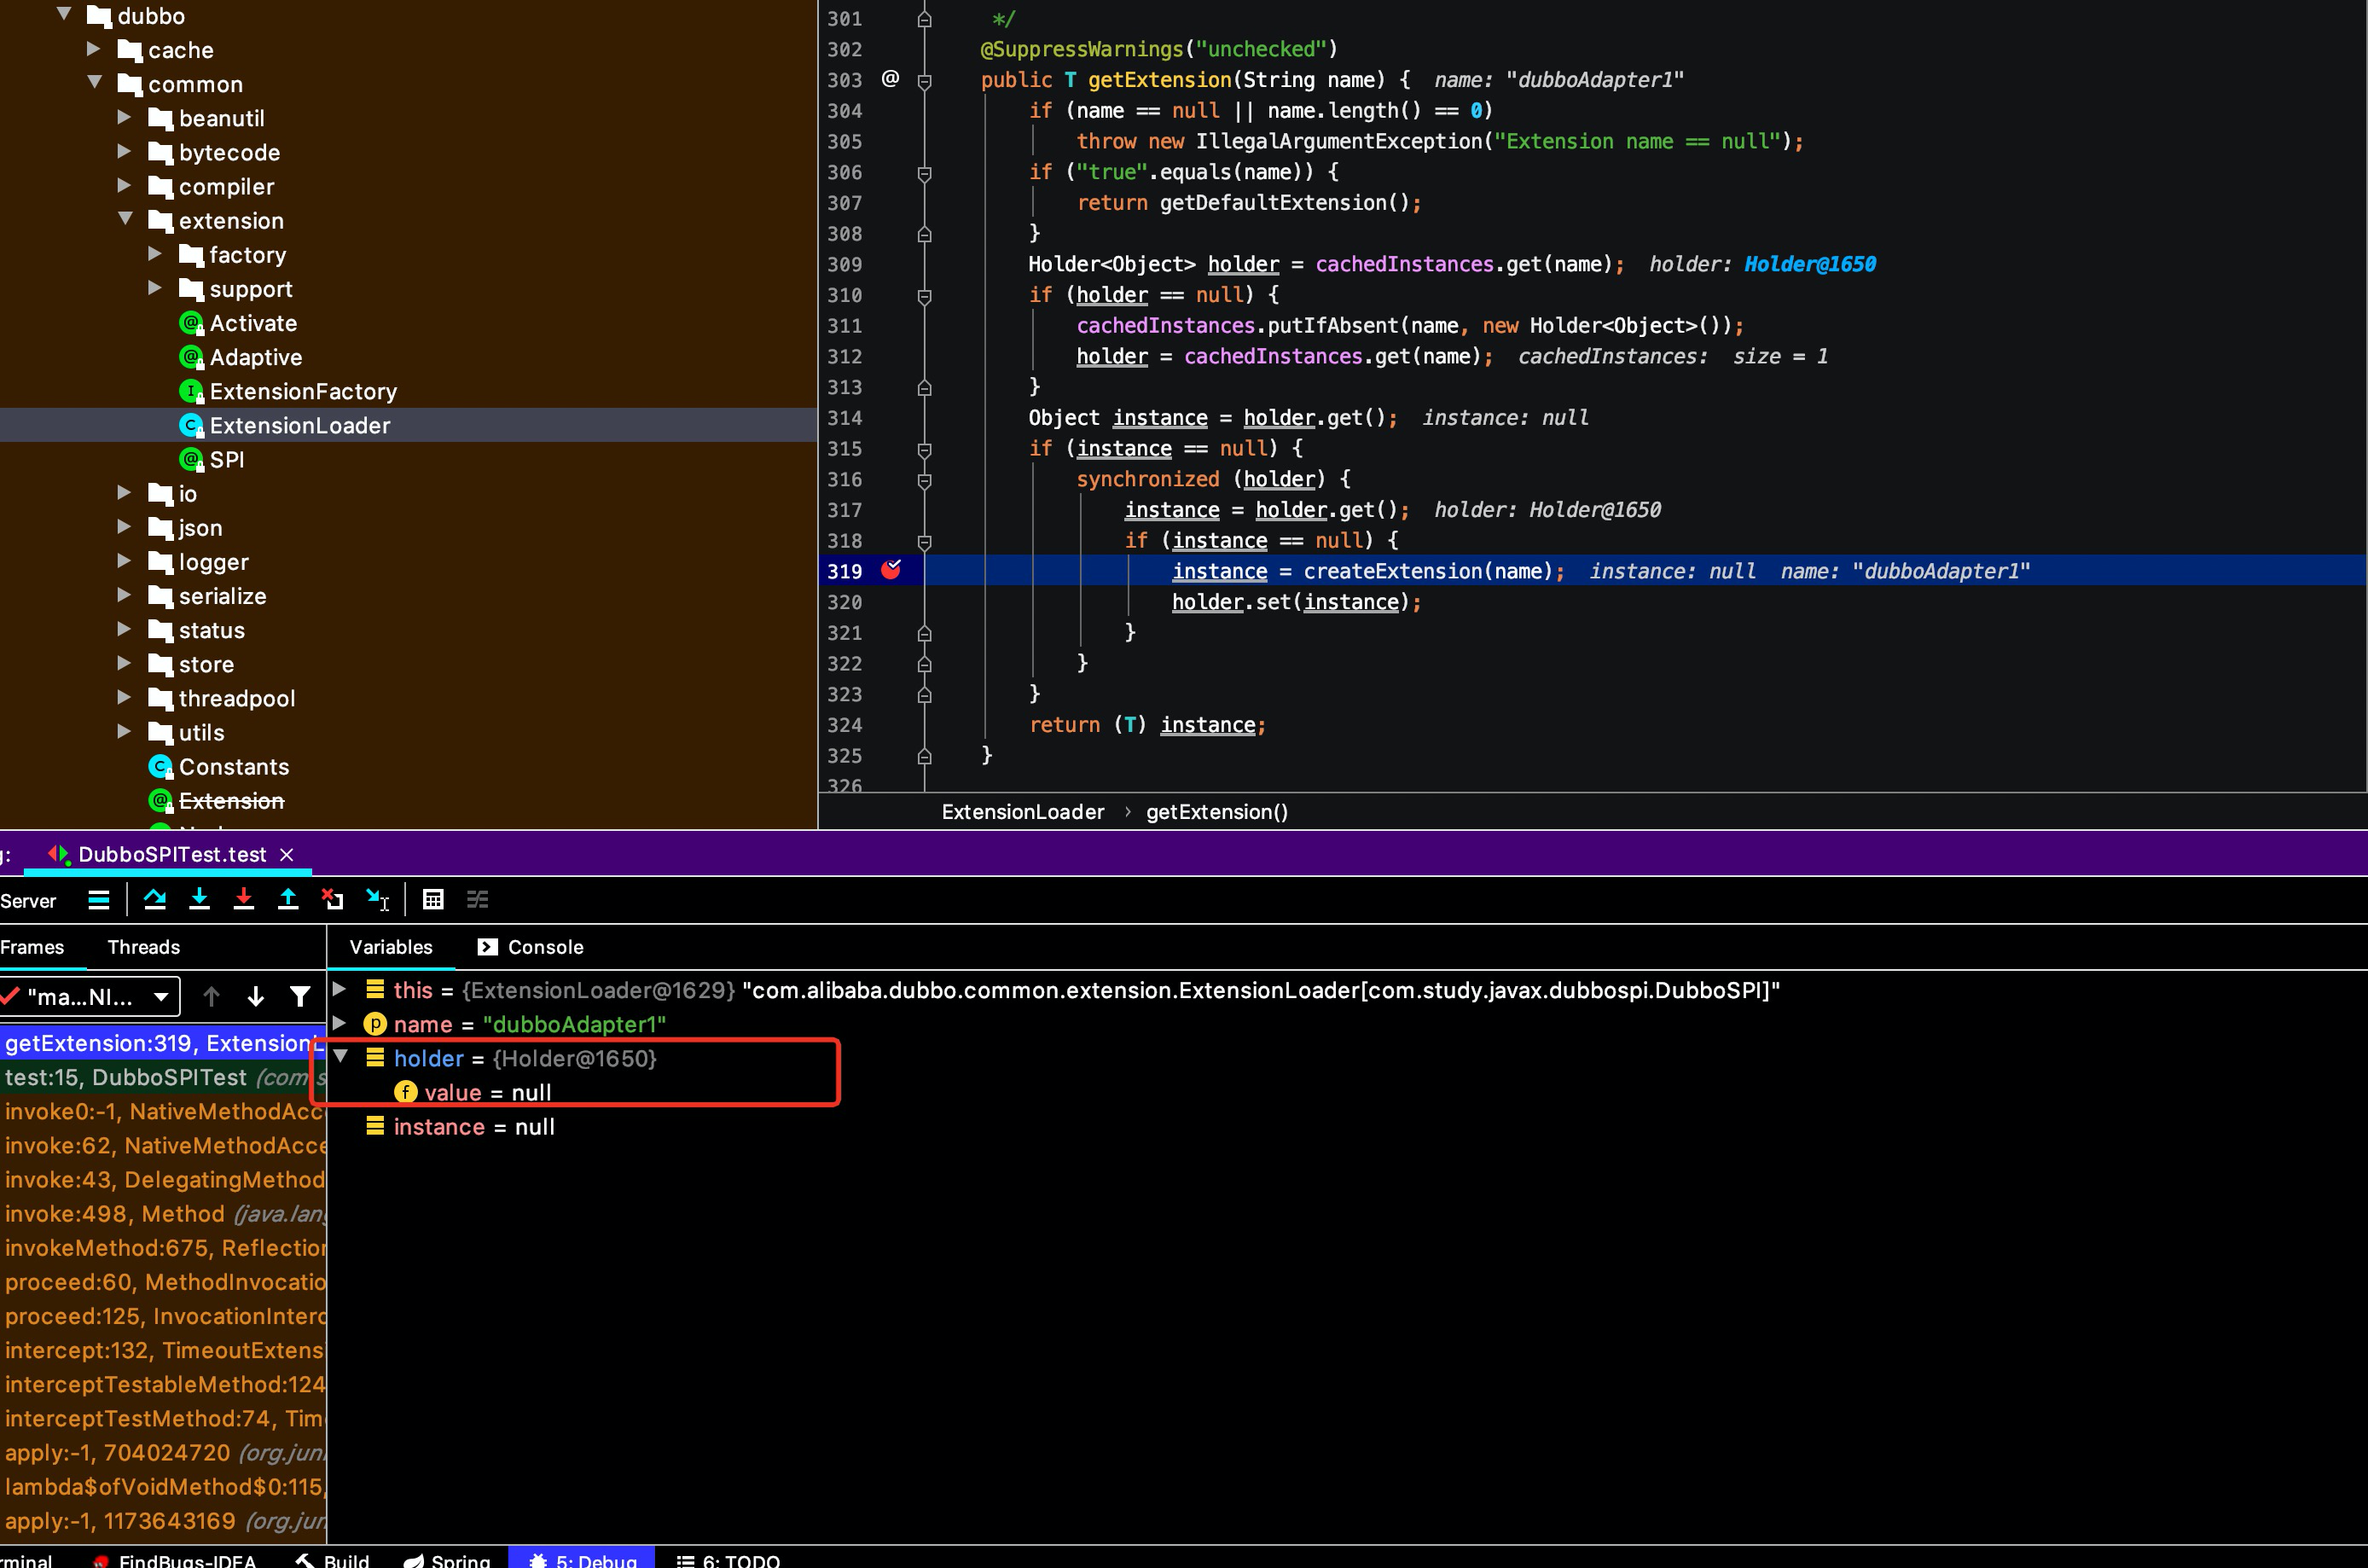 dubbo
cache
common
beanutil
bytecode
compiler
extension
factory
support
Activate
Adaptive
ExtensionFactory
ExtensionLoader
SPI
io
json
logger
serialize
status
store
threadpool
utils
Constants
Extension
301 */
302 @SuppressWarnings("unchecked")
303 @ public T getExtension(String name) { name: "dubboAdapter1"
304 if (name == null || name.length() == 0)
305 throw new IllegalArgumentException("Extension name == null");
306 if ("true".equals(name)) {
307 return getDefaultExtension();
308 }
309 Holder<Object> holder = cachedInstances.get(name); holder: Holder@1650
310 if (holder == null) {
311 cachedInstances.putIfAbsent(name, new Holder<Object>());
312 holder = cachedInstances.get(name); cachedInstances: size = 1
313 }
314 Object instance = holder.get(); instance: null
315 if (instance == null) {
316 synchronized (holder) {
317 instance = holder.get(); holder: Holder@1650
318 if (instance == null) {
319 instance = createExtension(name); instance: null name: "dubboAdapter1"
320 holder.set(instance);
321 }
322 }
323 }
324 return (T) instance;
325 }
326
ExtensionLoader › getExtension()
g: DubboSPITest.test ×
Server
Frames Threads
Variables Console
"ma...NI...
getExtension:319, ExtensionL
test:15, DubboSPITest (com.s
invoke0:-1, NativeMethodAcc
invoke:62, NativeMethodAcce
invoke:43, DelegatingMethod
invoke:498, Method (java.lang
invokeMethod:675, Reflection
proceed:60, MethodInvocatio
proceed:125, InvocationInterc
intercept:132, TimeoutExtensi
interceptTestableMethod:124
interceptTestMethod:74, Tim
apply:-1, 704024720 (org.juni
lambda$ofVoidMethod$0:115,
apply:-1, 1173643169 (org.jun
this = {ExtensionLoader@1629} "com.alibaba.dubbo.common.extension.ExtensionLoader[com.study.javax.dubbospi.DubboSPI]"
name = "dubboAdapter1"
holder = {Holder@1650}
value = null
instance = null
rminal FindBugs-IDEA Build Spring 5: Debug 6: TODO